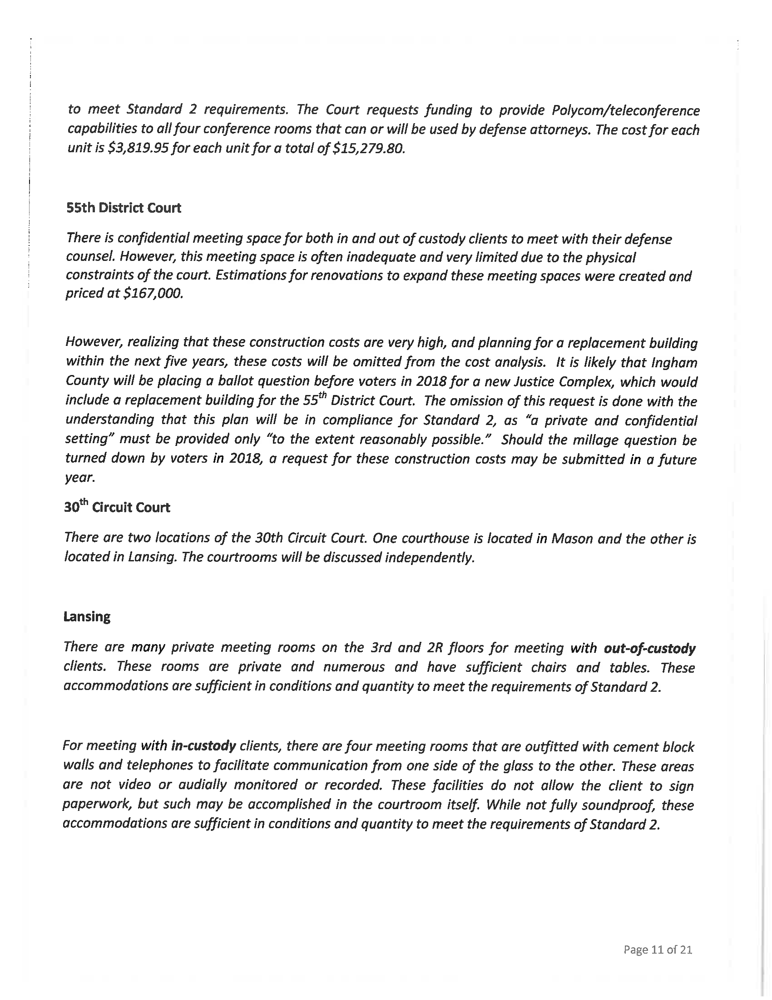 to meet Standard 2 requirements. The Court requests funding to provide Polycom/teleconference
capabilities to all four conference rooms that can or will be used by defense attorneys. The cost for each
unit is $3,819.95 for each unit for a total of $15,279.80.
55th District Court
There is confidential meeting space for both in and out of custody clients to meet with their defense
counsel. However, this meeting space is often inadequate and very limited due to the physical
constraints of the court. Estimations for renovations to expand these meeting spaces were created and
priced at $167,000.
However, realizing that these construction costs are very high, and planning for a replacement building
within the next five years, these costs will be omitted from the cost analysis. It is likely that Ingham
County will be placing a ballot question before voters in 2018 for a new Justice Complex, which would
include a replacement building for the 55th District Court. The omission of this request is done with the
understanding that this plan will be in compliance for Standard 2, as “a private and confidential
setting” must be provided only “to the extent reasonably possible.” Should the millage question be
turned down by voters in 2018, a request for these construction costs may be submitted in a future
year.
30th Circuit Court
There are two locations of the 30th Circuit Court. One courthouse is located in Mason and the other is
located in Lansing. The courtrooms will be discussed independently.
Lansing
There are many private meeting rooms on the 3rd and 2R floors for meeting with out-of-custody
clients. These rooms are private and numerous and have sufficient chairs and tables. These
accommodations are sufficient in conditions and quantity to meet the requirements of Standard 2.
For meeting with in-custody clients, there are four meeting rooms that are outfitted with cement block
walls and telephones to facilitate communication from one side of the glass to the other. These areas
are not video or audially monitored or recorded. These facilities do not allow the client to sign
paperwork, but such may be accomplished in the courtroom itself. While not fully soundproof, these
accommodations are sufficient in conditions and quantity to meet the requirements of Standard 2.
Page 11 of 21